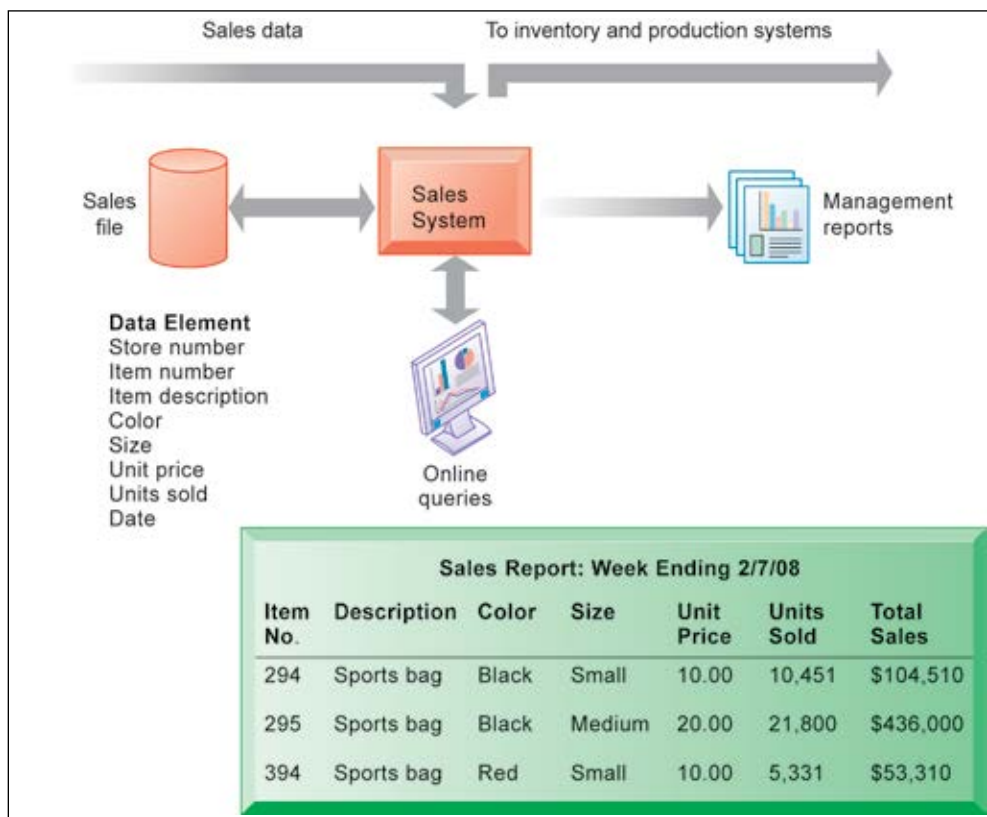 Sales data
To inventory and production systems
Sales
file
Sales
System
Management
reports
Data Element
Store number
Item number
Item description
Color
Size
Unit price
Units sold
Date
Online
queries
Sales Report: Week Ending 2/7/08
Item No. Description Color Size Unit Price Units Sold Total Sales
294 Sports bag Black Small 10.00 10,451 $104,510
295 Sports bag Black Medium 20.00 21,800 $436,000
394 Sports bag Red Small 10.00 5,331 $53,310